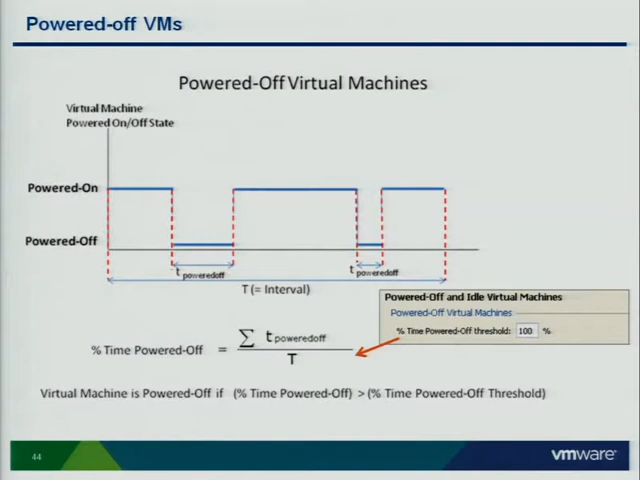 Powered-off VMs
Powered-Off Virtual Machines
Virtual Machine
Powered On/Off State
Powered-On
Powered-Off
t poweredoff
t poweredoff
T (= Interval)
Powered-Off and Idle Virtual Machines
Powered-Off Virtual Machines
% Time Powered-Off threshold: 100 %
% Time Powered-Off = ∑ t poweredoff
T
Virtual Machine is Powered-Off if (% Time Powered-Off) > (% Time Powered-Off Threshold)
44
vmware